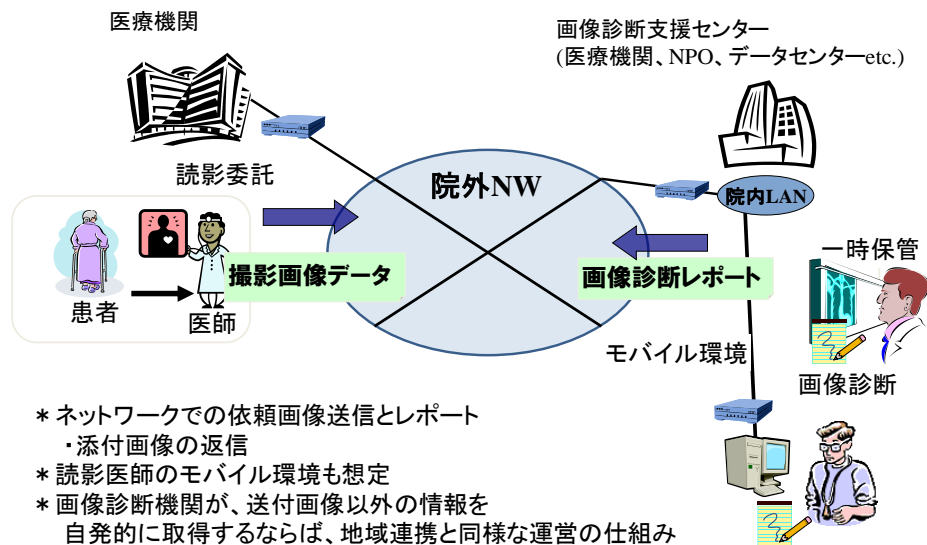 医療機関
画像診断支援センター
(医療機関、NPO、データセンターetc.)
読影委託
院外NW
院内LAN
一時保管
撮影画像データ
画像診断レポート
患者
医師
モバイル環境
画像診断
＊ネットワークでの依頼画像送信とレポート
・添付画像の返信
＊読影医師のモバイル環境も想定
＊画像診断機関が、送付画像以外の情報を
自発的に取得するならば、地域連携と同様な運営の仕組み